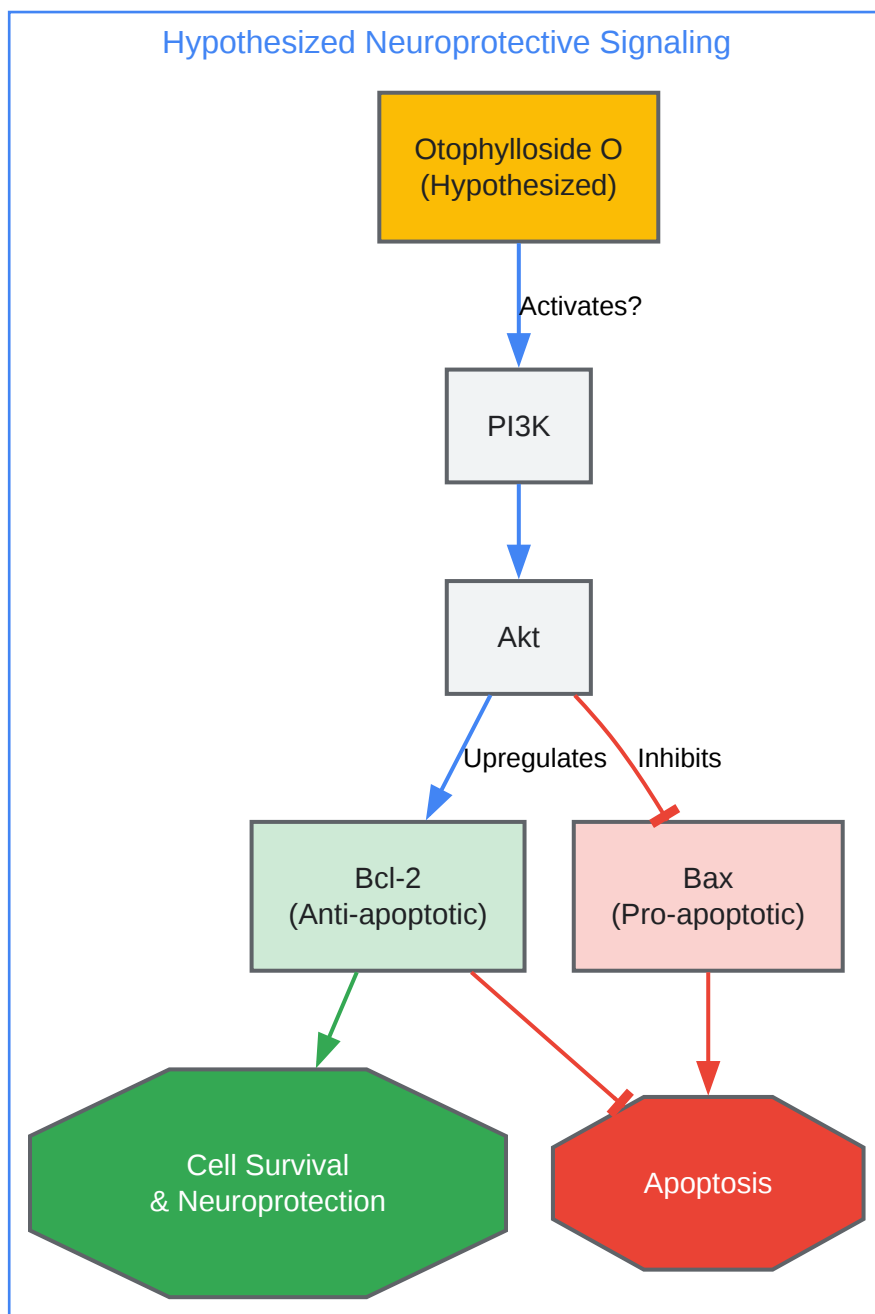 Hypothesized Neuroprotective Signaling
Otophylloside O
(Hypothesized)
Activates?
PI3K
Akt
Upregulates
Inhibits
Bcl-2
(Anti-apoptotic)
Bax
(Pro-apoptotic)
Cell Survival
& Neuroprotection
Apoptosis